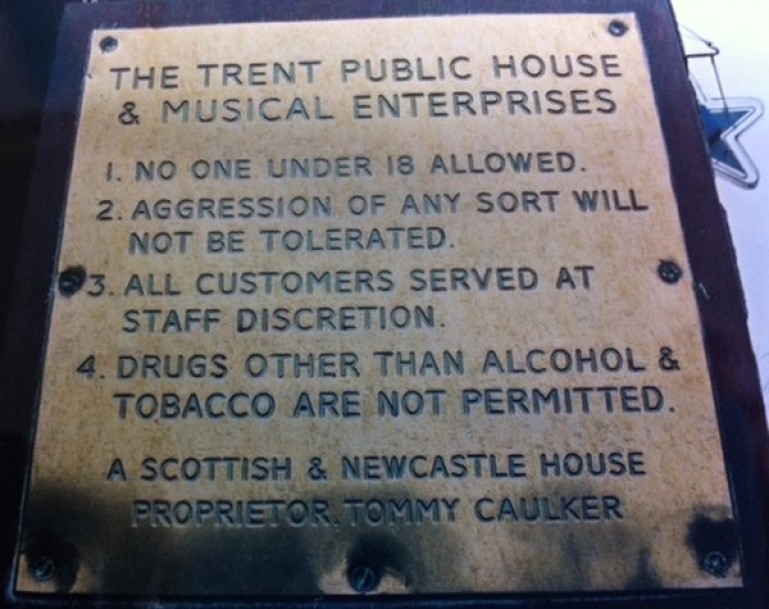 THE TRENT PUBLIC HOUSE
& MUSICAL ENTERPRISES
1. NO ONE UNDER 18 ALLOWED.
2. AGGRESSION OF ANY SORT WILL
NOT BE TOLERATED.
3. ALL CUSTOMERS SERVED AT
STAFF DISCRETION.
4. DRUGS OTHER THAN ALCOHOL &
TOBACCO ARE NOT PERMITTED.
A SCOTTISH & NEWCASTLE HOUSE
PROPRIETOR. TOMMY CAULKER